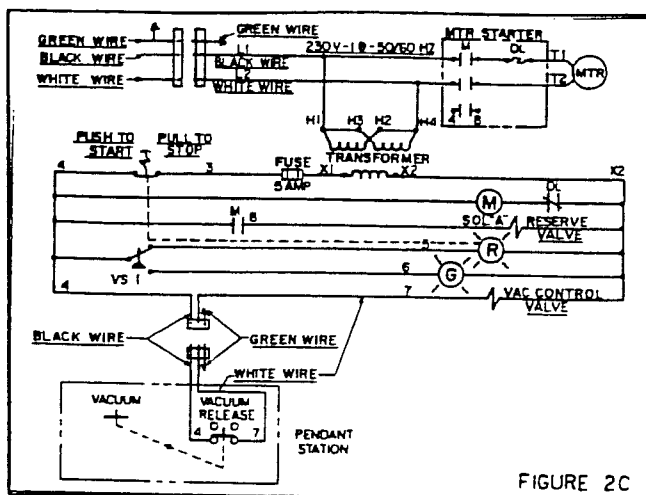 GREEN WIRE
GREEN WIRE
BLACK WIRE
L1
BLACK WIRE
230V-1Φ-50/60 HZ
WHITE WIRE
L2
WHITE WIRE
MTR STARTER
M
OL
T1
T2
MTR
4
8
H1
H3
H2
H4
TRANSFORMER
PUSH TO START
PULL TO STOP
4
3
FUSE
5 AMP
X1
X2
X2
M
OL
M
8
SOL "A"
RESERVE VALVE
5
R
VS 1
6
G
4
7
VAC CONTROL VALVE
BLACK WIRE
GREEN WIRE
WHITE WIRE
VACUUM
VACUUM RELEASE
4
7
PENDANT STATION
FIGURE 2C